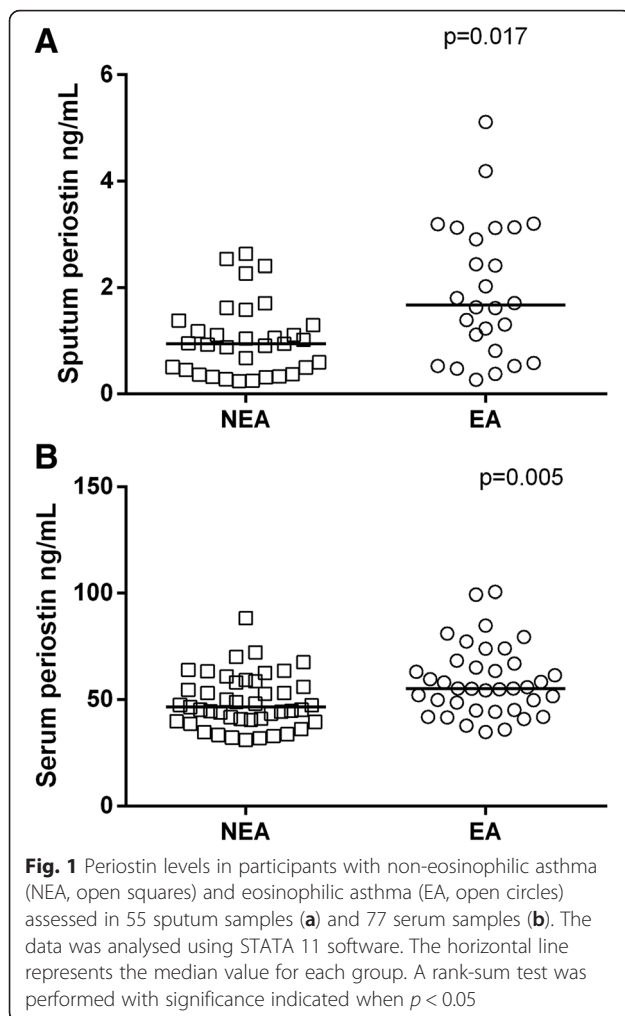 A
p=0.017
Sputum periostin ng/mL
6
4
2
0
NEA
EA
B
p=0.005
Serum periostin ng/mL
150
100
50
0
NEA
EA
Fig. 1 Periostin levels in participants with non-eosinophilic asthma
(NEA, open squares) and eosinophilic asthma (EA, open circles)
assessed in 55 sputum samples (a) and 77 serum samples (b). The
data was analysed using STATA 11 software. The horizontal line
represents the median value for each group. A rank-sum test was
performed with significance indicated when p < 0.05